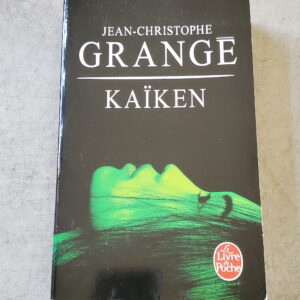 JEAN-CHRISTOPHE
GRANGÉ
KAÏKEN
Le
Livre
de
Poche